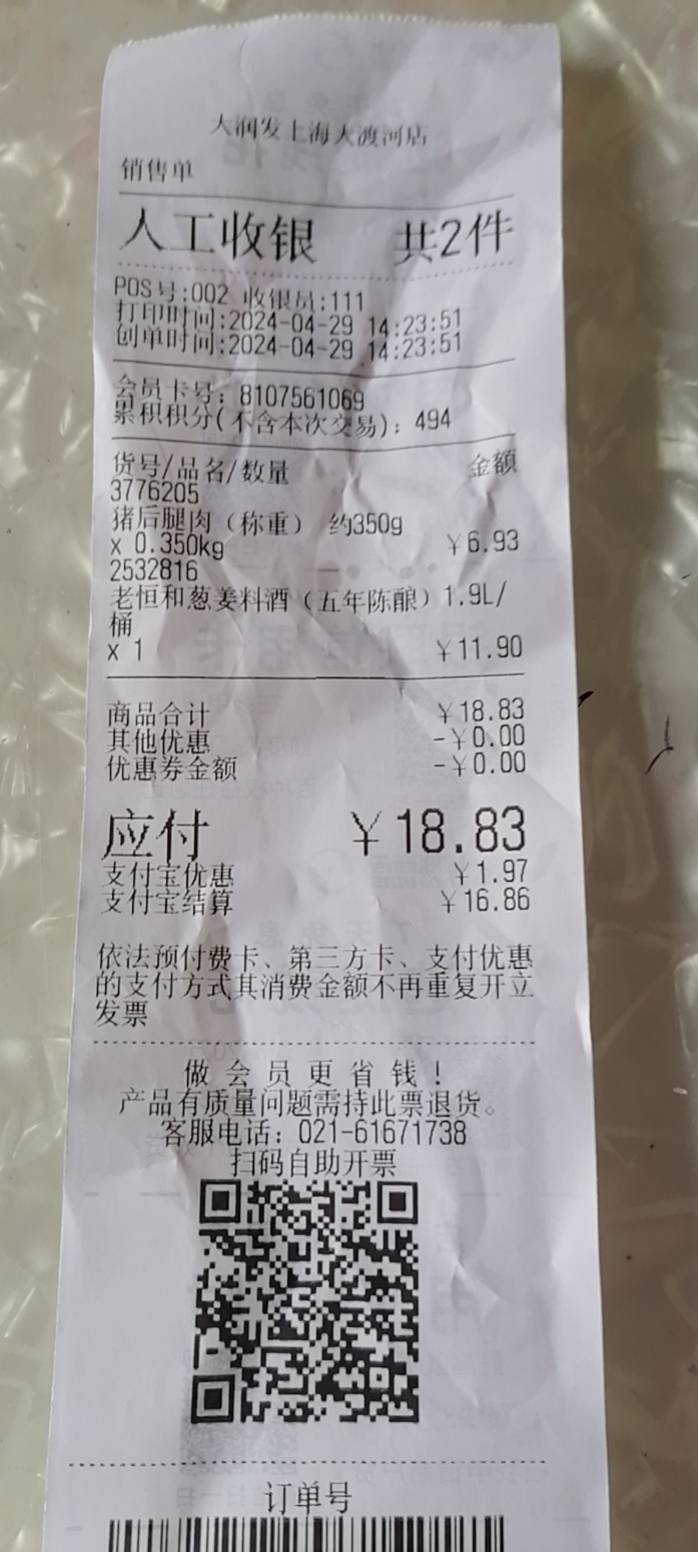 大润发上海大渡河店
销售单
人工收银 共2件
POS号:002 收银员:111
打印时间:2024-04-29 14:23:51
创单时间:2024-04-29 14:23:51
会员卡号: 8107561069
累积积分(不含本次交易): 494
货号/品名/数量 金额
3776205
猪后腿肉（称重） 约350g
x 0.350kg ￥6.93
2532816
老恒和葱姜料酒（五年陈酿）1.9L/
桶
x 1 ￥11.90
商品合计 ￥18.83
其他优惠 -￥0.00
优惠券金额 -￥0.00
应付 ￥18.83
支付宝优惠 ￥1.97
支付宝结算 ￥16.86
依法预付费卡、第三方卡、支付优惠
的支付方式其消费金额不再重复开立
发票
做会员更省钱！
产品有质量问题需持此票退货。
客服电话: 021-61671738
扫码自助开票
订单号